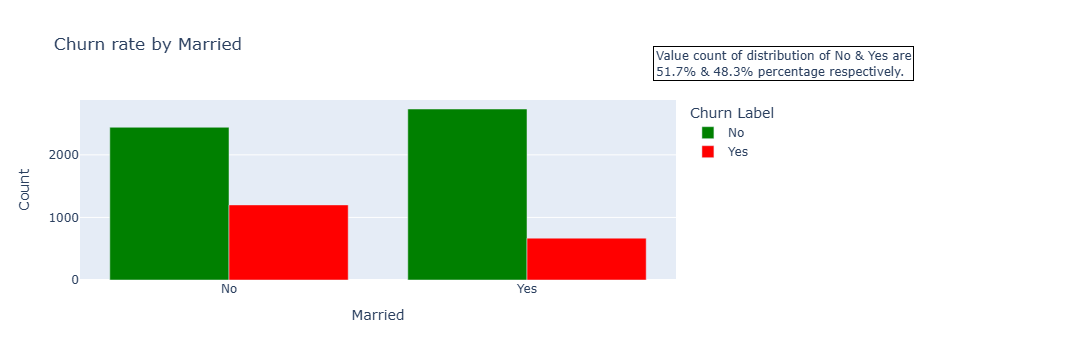 Churn rate by Married
Value count of distribution of No & Yes are
51.7% & 48.3% percentage respectively.
Churn Label
No
Yes
2000
1000
0
Count
No
Yes
Married